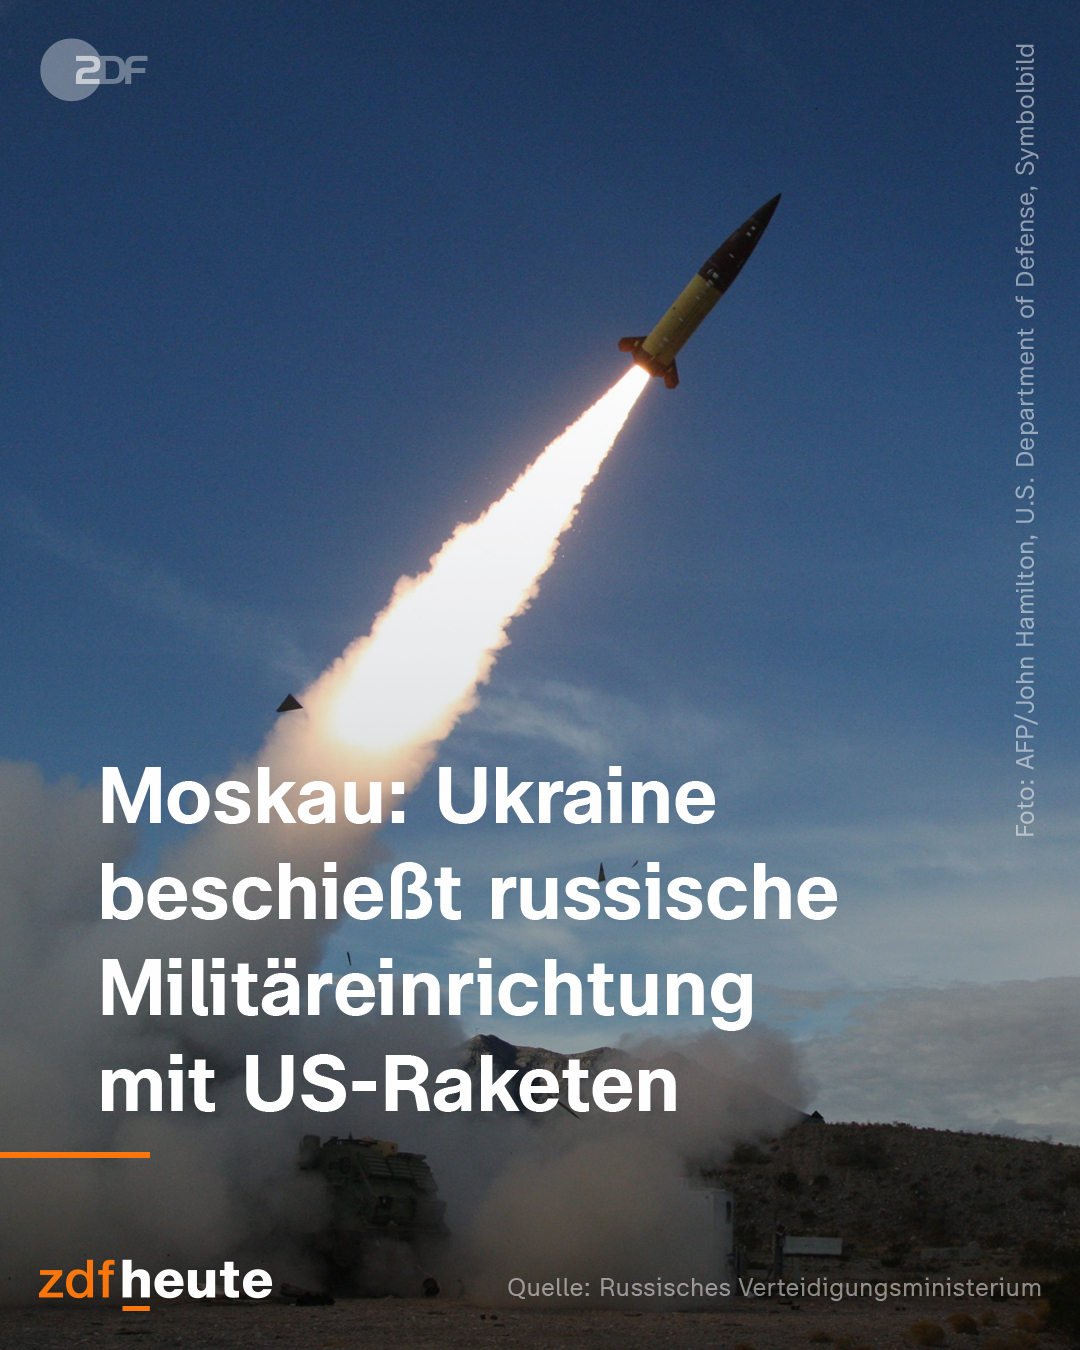 ZDF
Foto: AFP/John Hamilton, U.S. Department of Defense, Symbolbild
Moskau: Ukraine
beschießt russische
Militäreinrichtung
mit US-Raketen
zdfheute
Quelle: Russisches Verteidigungsministerium